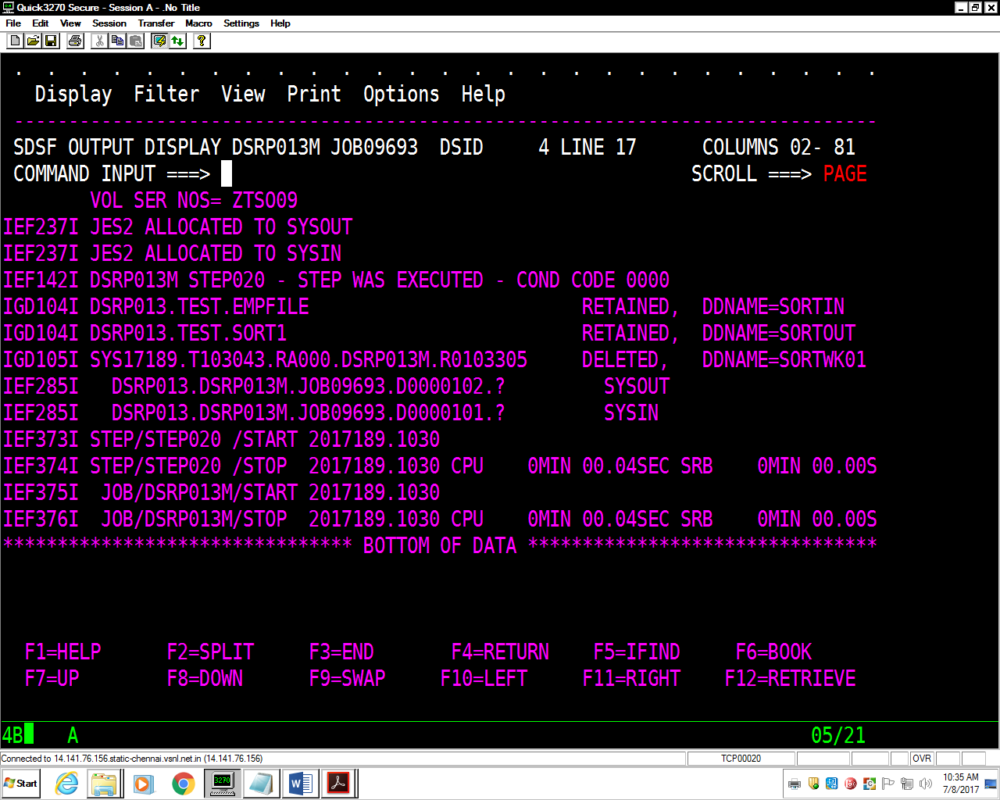 Quick3270 Secure - Session A - .No Title
File Edit View Session Transfer Macro Settings Help
. . . . . . . . . . . . . . . . . . . . . . . . . . .
Display Filter View Print Options Help
-------------------------------------------------------------------------------
SDSF OUTPUT DISPLAY DSRP013M JOB09693 DSID 4 LINE 17 COLUMNS 02- 81
COMMAND INPUT ===> SCROLL ===> PAGE
VOL SER NOS= ZTSO09
IEF237I JES2 ALLOCATED TO SYSOUT
IEF237I JES2 ALLOCATED TO SYSIN
IEF142I DSRP013M STEP020 - STEP WAS EXECUTED - COND CODE 0000
IGD104I DSRP013.TEST.EMPFILE RETAINED, DDNAME=SORTIN
IGD104I DSRP013.TEST.SORT1 RETAINED, DDNAME=SORTOUT
IGD105I SYS17189.T103043.RA000.DSRP013M.R0103305 DELETED, DDNAME=SORTWK01
IEF285I DSRP013.DSRP013M.JOB09693.D0000102.? SYSOUT
IEF285I DSRP013.DSRP013M.JOB09693.D0000101.? SYSIN
IEF373I STEP/STEP020 /START 2017189.1030
IEF374I STEP/STEP020 /STOP 2017189.1030 CPU 0MIN 00.04SEC SRB 0MIN 00.00S
IEF375I JOB/DSRP013M/START 2017189.1030
IEF376I JOB/DSRP013M/STOP 2017189.1030 CPU 0MIN 00.04SEC SRB 0MIN 00.00S
******************************** BOTTOM OF DATA ********************************
F1=HELP F2=SPLIT F3=END F4=RETURN F5=IFIND F6=BOOK
F7=UP F8=DOWN F9=SWAP F10=LEFT F11=RIGHT F12=RETRIEVE
4B A 05/21
Connected to 14.141.76.156.static-chennai.vsnl.net.in (14.141.76.156) TCP00020 OVR
Start 3270 10:35 AM
7/8/2017